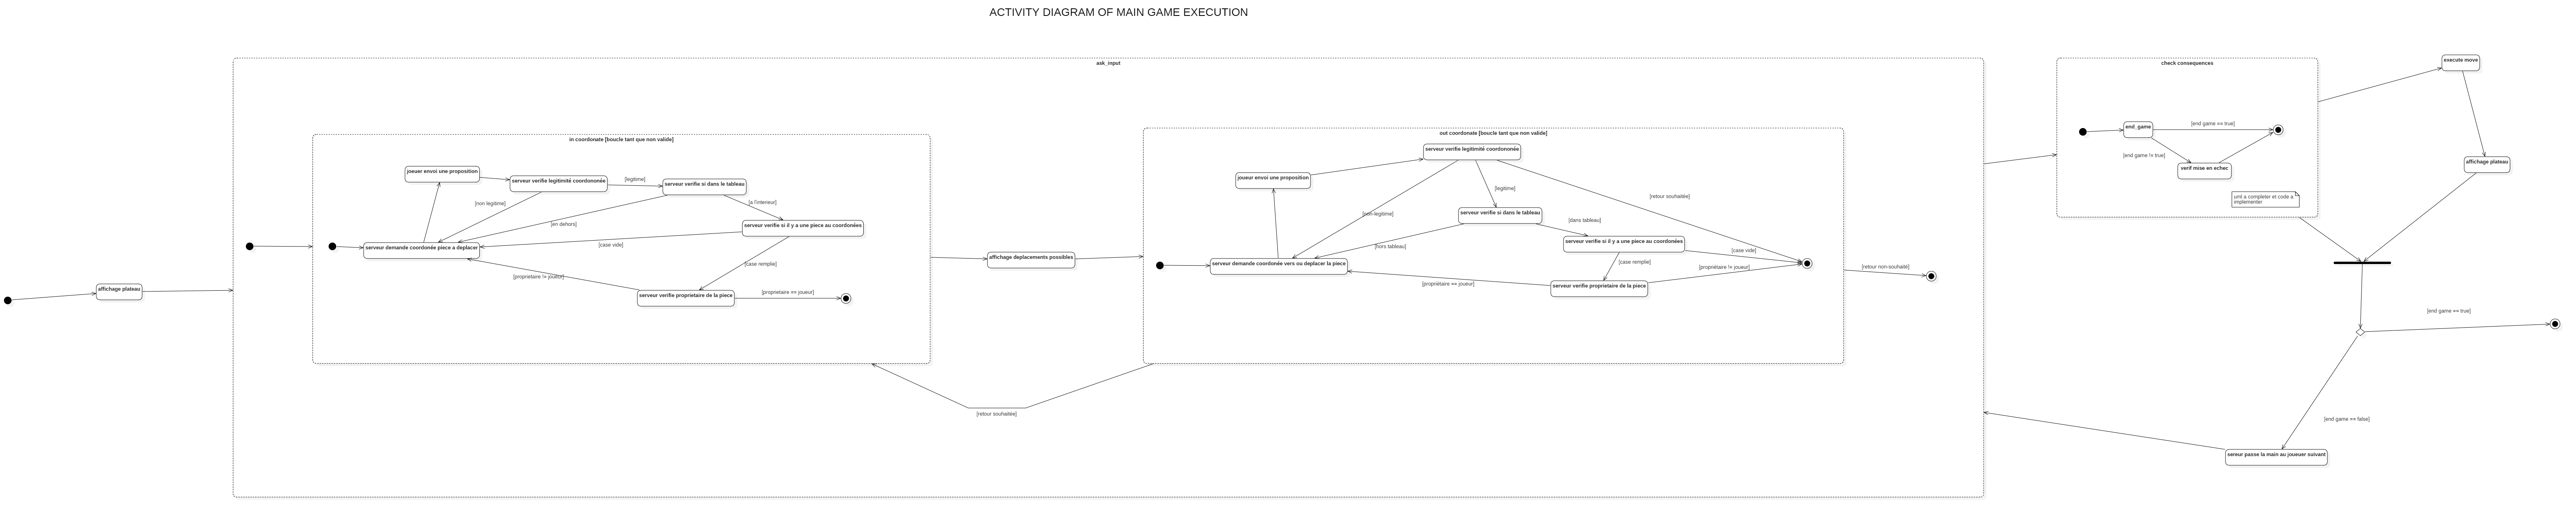 ACTIVITY DIAGRAM OF MAIN GAME EXECUTION
affichage plateau
ask_input
in coordonate [boucle tant que non valide]
joeuer envoi une proposition
serveur verifie legitimité coordononée
[legitime]
serveur verifie si dans le tableau
[non légitime]
[a l'interieur]
[en dehors]
serveur verifie si il y a une piece au coordonées
serveur demande coordonée piece a deplacer
[case vide]
[case remplie]
[proprietaire != joueur]
serveur verifie proprietaire de la piece
[proprietaire == joueur]
affichage deplacements possibles
[retour souhaitée]
out coordonate [boucle tant que non valide]
serveur verifie legitimité coordononée
joueur envoi une proposition
[legitime]
[retour souhaitée]
[non-legitime]
serveur verifie si dans le tableau
[dans tableau]
[hors tableau]
serveur verifie si il y a une piece au coordonées
[case vide]
serveur demande coordonée vers ou deplacer la piece
[case remplie]
[propriétaire != joueur]
[propriétaire == joueur]
serveur verifie proprietaire de la piece
[retour non-souhaité]
check consequences
end_game
[end game == true]
[end game != true]
verif mise en echec
uml a completer et code a
implementer
execute move
affichage plateau
[end game == true]
[end game == false]
sereur passe la main au joueuer suivant